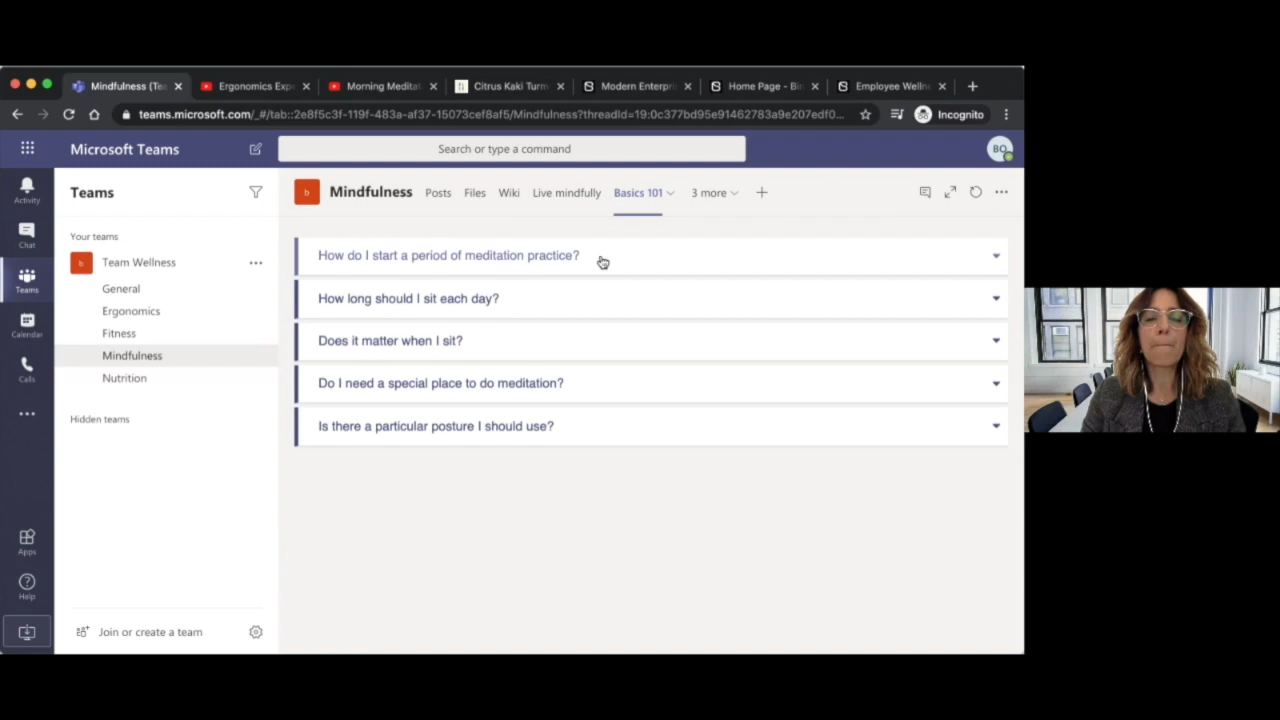 Mindfulness (Tea
Ergonomics Exp
Morning Meditat
Citrus Kaki Turm
Modern Enterpri
Home Page - Bi
Employee Welln
teams.microsoft.com/_#/tab::2e8f5c3f-119f-483a-af37-15073cef8af5/Mindfulness?threadId=19:0c377bd95e91462783a9e207edf0...
Incognito
Microsoft Teams
Search or type a command
BO
Activity
Chat
Teams
Calendar
Calls
Apps
Help
Teams
Your teams
b
Team Wellness
General
Ergonomics
Fitness
Mindfulness
Nutrition
Hidden teams
Join or create a team
b
Mindfulness
Posts
Files
Wiki
Live mindfully
Basics 101
3 more
How do I start a period of meditation practice?
How long should I sit each day?
Does it matter when I sit?
Do I need a special place to do meditation?
Is there a particular posture I should use?